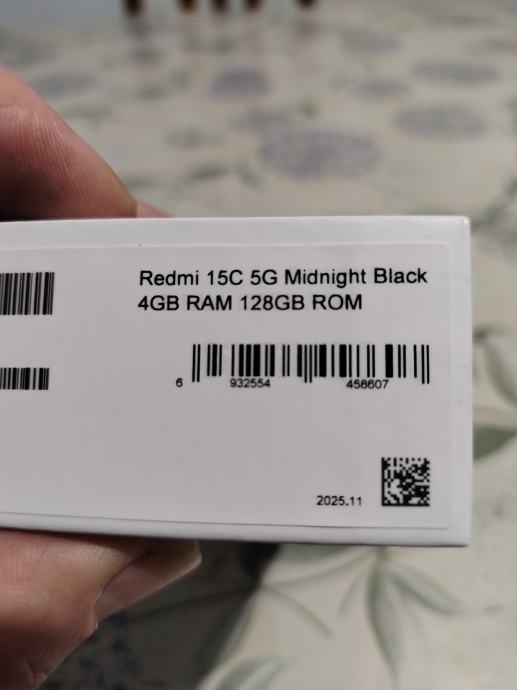 Redmi 15C 5G Midnight Black
4GB RAM 128GB ROM
6 932554 458607
2025.11